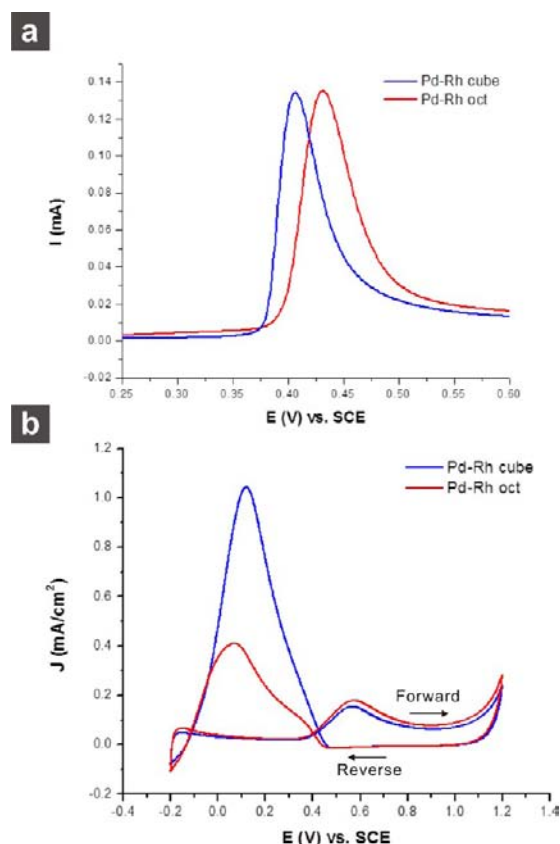 a
0.14
0.12
0.10
0.08
0.06
0.04
0.02
0.00
-0.02
I (mA)
Pd-Rh cube
Pd-Rh oct
0.25 0.30 0.35 0.40 0.45 0.50 0.55 0.60
E (V) vs. SCE
b
1.2
1.0
0.8
0.6
0.4
0.2
0.0
-0.2
J (mA/cm²)
Pd-Rh cube
Pd-Rh oct
Forward
Reverse
-0.4 -0.2 0.0 0.2 0.4 0.6 0.8 1.0 1.2 1.4
E (V) vs. SCE